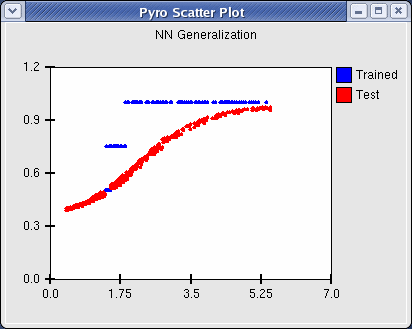 Pyro Scatter Plot
NN Generalization
Trained
Test
1.2
0.9
0.6
0.3
0.0
0.0 1.75 3.5 5.25 7.0